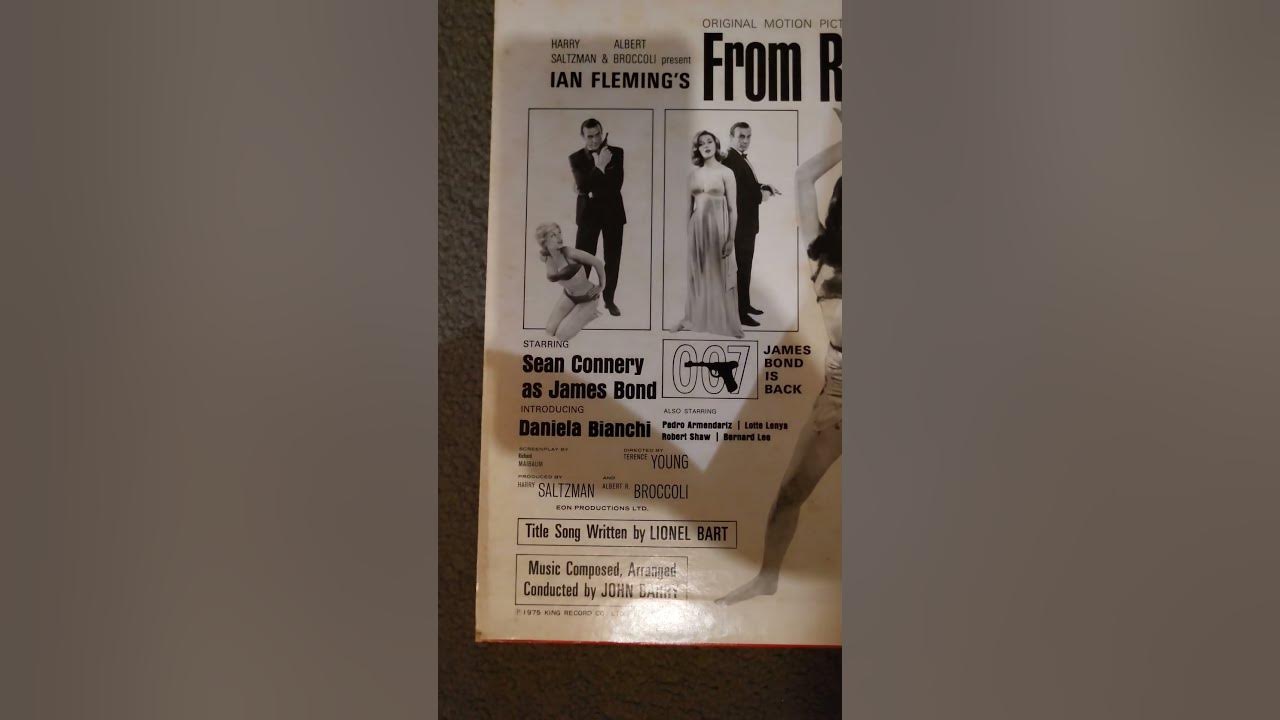 ORIGINAL MOTION PICT
HARRY ALBERT
SALTZMAN & BROCCOLI present
IAN FLEMING'S
From R
STARRING
Sean Connery
as James Bond
007
JAMES
BOND
IS
BACK
INTRODUCING
Daniela Bianchi
ALSO STARRING
Pedro Armendariz | Lotte Lenya
Robert Shaw | Bernard Lee
SCREENPLAY BY
Richard
MAIBAUM
DIRECTED BY
TERENCE YOUNG
PRODUCED BY
HARRY SALTZMAN
AND
ALBERT R. BROCCOLI
EON PRODUCTIONS LTD.
Title Song Written by LIONEL BART
Music Composed, Arranged
Conducted by JOHN BARRY
Ⓟ1975 KING RECORD CO. LTD